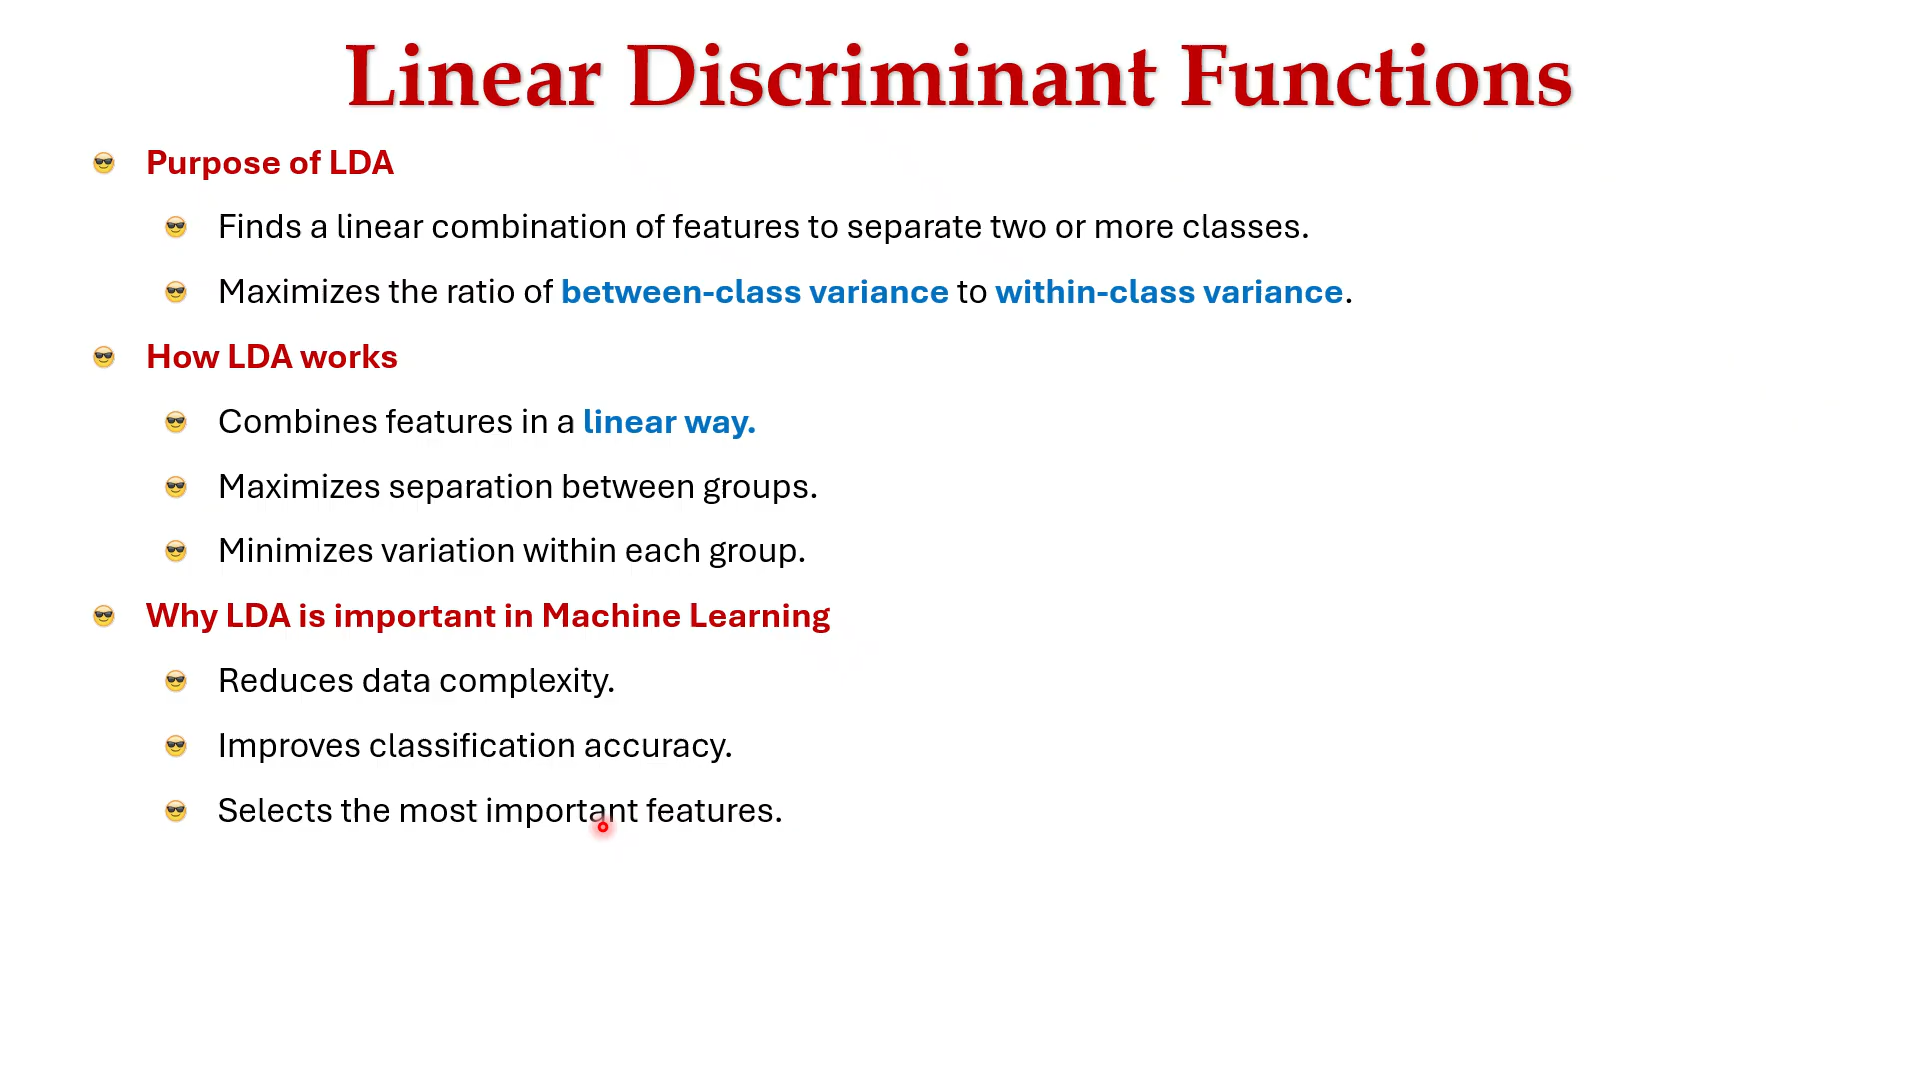 Linear Discriminant Functions
Purpose of LDA
Finds a linear combination of features to separate two or more classes.
Maximizes the ratio of between-class variance to within-class variance.
How LDA works
Combines features in a linear way.
Maximizes separation between groups.
Minimizes variation within each group.
Why LDA is important in Machine Learning
Reduces data complexity.
Improves classification accuracy.
Selects the most important features.